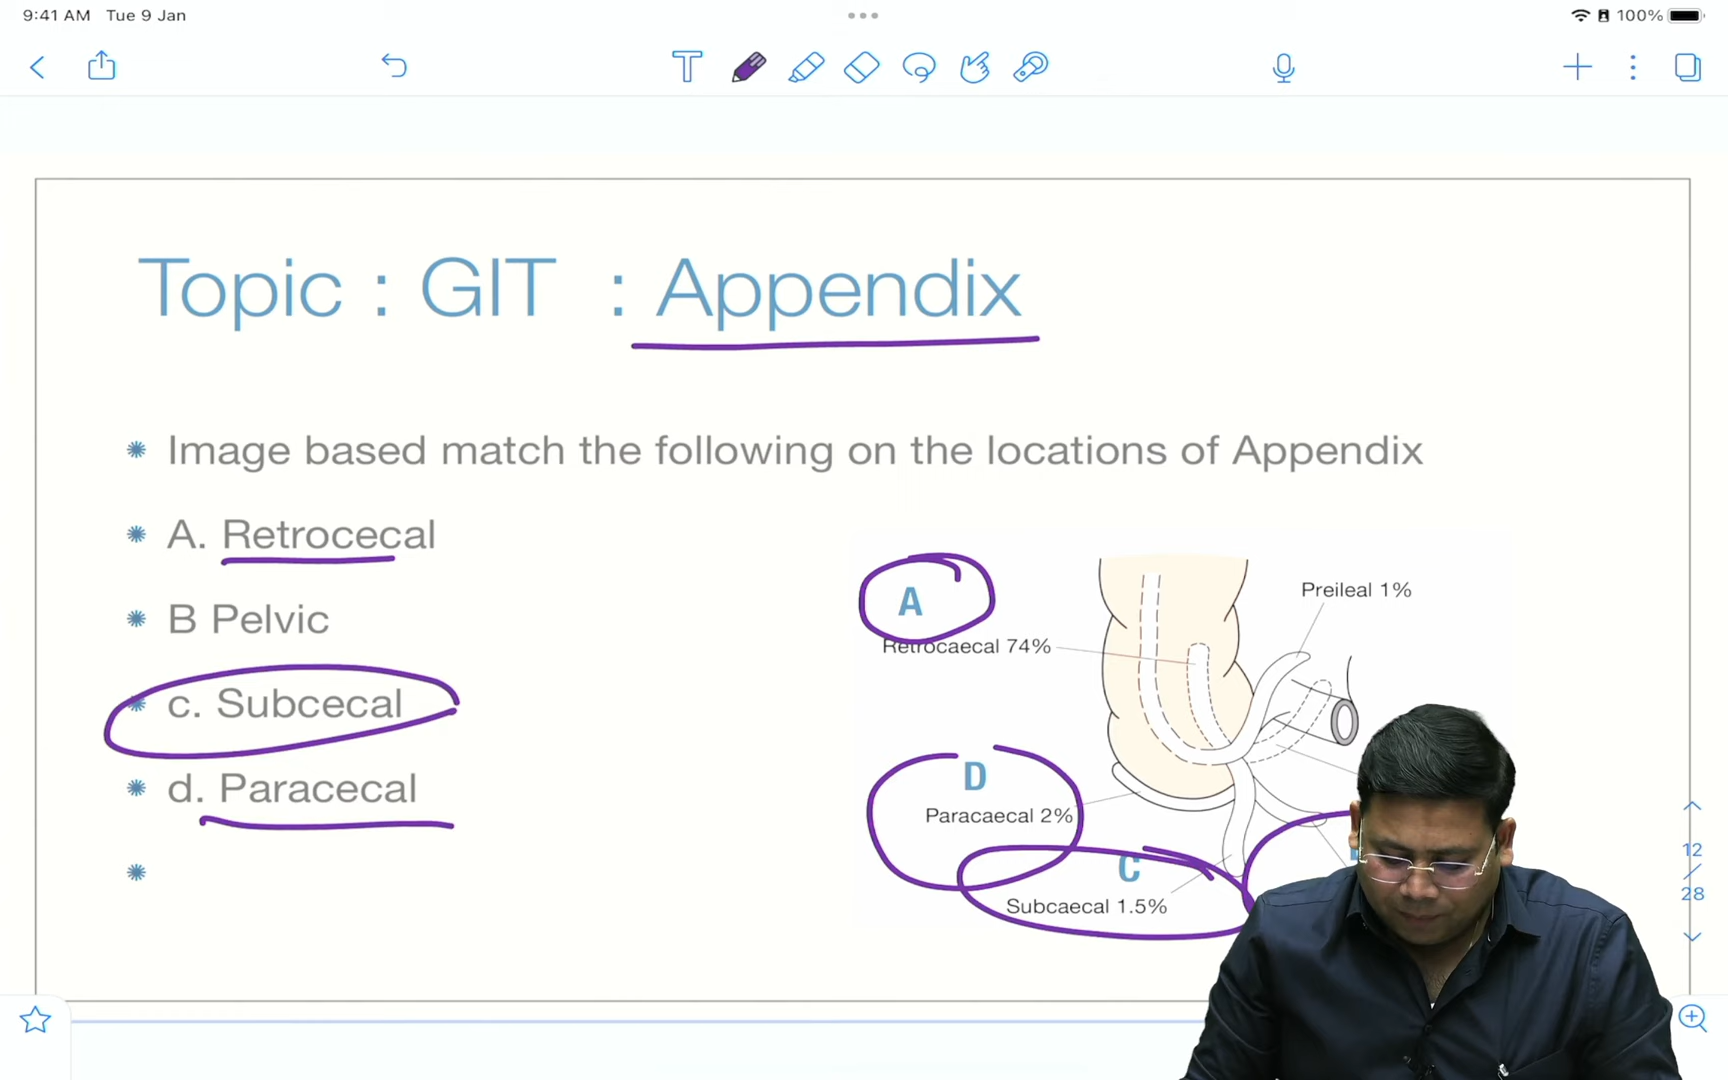 9:41 AM Tue 9 Jan
100%
Topic : GIT : Appendix
Image based match the following on the locations of Appendix
A. Retrocecal
B Pelvic
c. Subcecal
d. Paracecal
A
Retrocaecal 74%
Preileal 1%
D
Paracaecal 2%
C
Subcaecal 1.5%
12
/
28